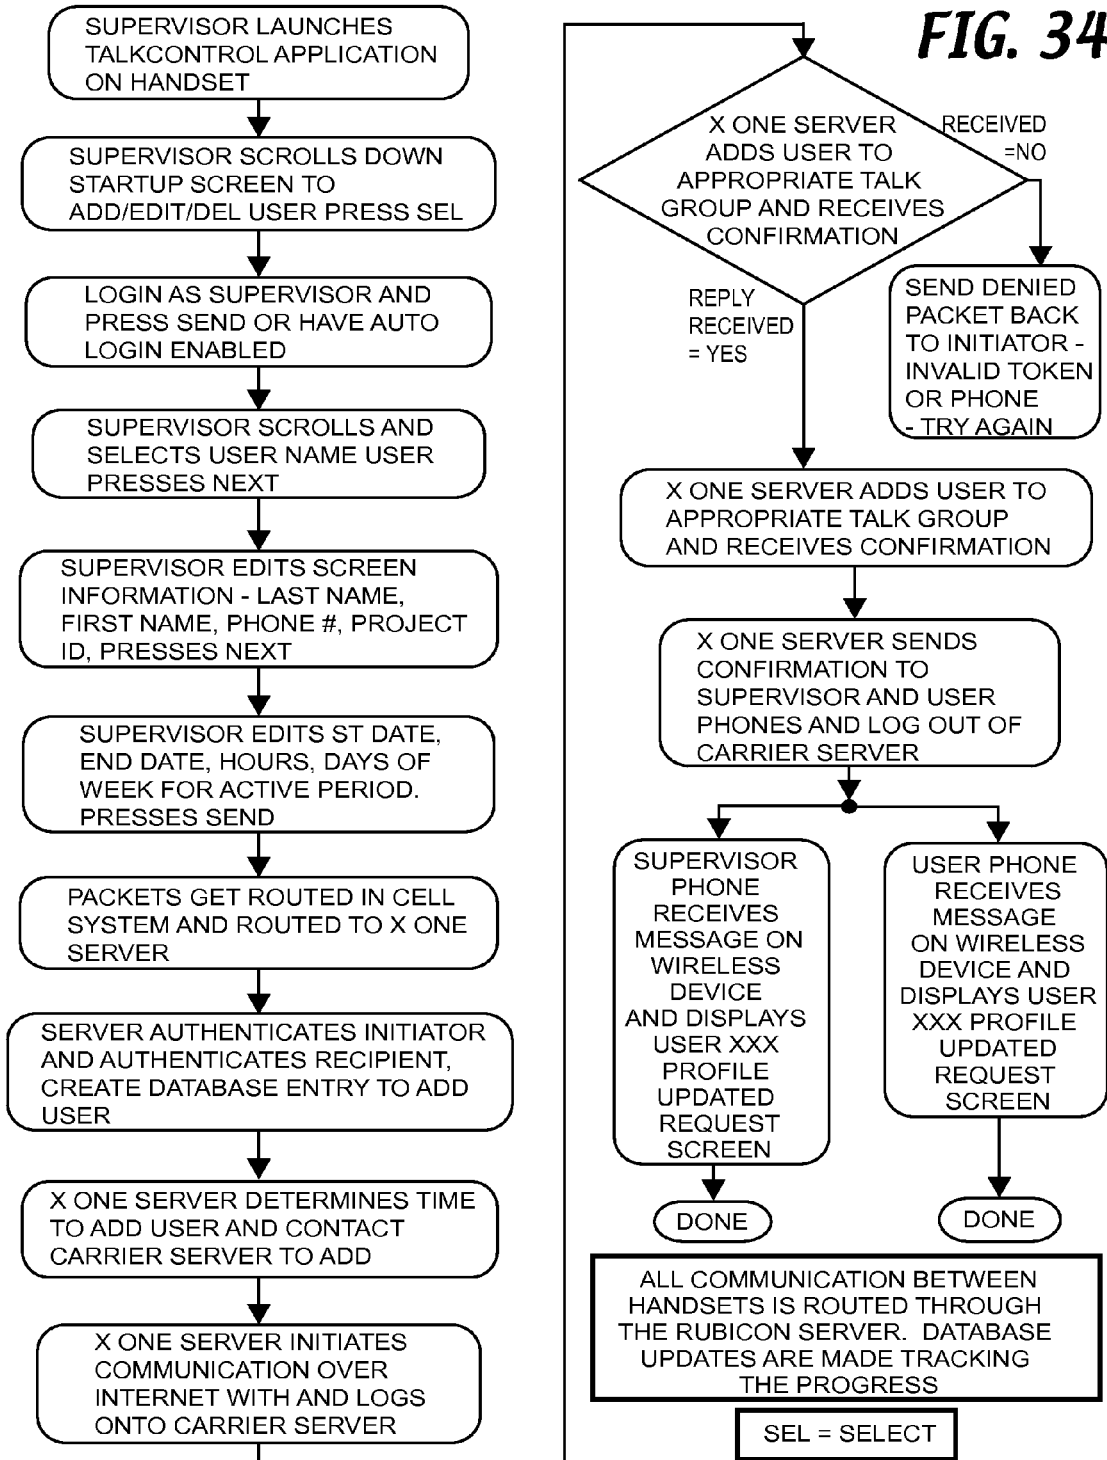 SUPERVISOR LAUNCHES
TALKCONTROL APPLICATION
ON HANDSET
SUPERVISOR SCROLLS DOWN
STARTUP SCREEN TO
ADD/EDIT/DEL USER PRESS SEL
LOGIN AS SUPERVISOR AND
PRESS SEND OR HAVE AUTO
LOGIN ENABLED
SUPERVISOR SCROLLS AND
SELECTS USER NAME USER
PRESSES NEXT
SUPERVISOR EDITS SCREEN
INFORMATION - LAST NAME,
FIRST NAME, PHONE #, PROJECT
ID, PRESSES NEXT
SUPERVISOR EDITS ST DATE,
END DATE, HOURS, DAYS OF
WEEK FOR ACTIVE PERIOD.
PRESSES SEND
PACKETS GET ROUTED IN CELL
SYSTEM AND ROUTED TO X ONE
SERVER
SERVER AUTHENTICATES INITIATOR
AND AUTHENTICATES RECIPIENT,
CREATE DATABASE ENTRY TO ADD
USER
X ONE SERVER DETERMINES TIME
TO ADD USER AND CONTACT
CARRIER SERVER TO ADD
X ONE SERVER INITIATES
COMMUNICATION OVER
INTERNET WITH AND LOGS
ONTO CARRIER SERVER
FIG. 34
X ONE SERVER
ADDS USER TO
APPROPRIATE TALK
GROUP AND RECEIVES
CONFIRMATION
RECEIVED
=NO
SEND DENIED
PACKET BACK
TO INITIATOR -
INVALID TOKEN
OR PHONE
- TRY AGAIN
REPLY
RECEIVED
= YES
X ONE SERVER ADDS USER TO
APPROPRIATE TALK GROUP
AND RECEIVES CONFIRMATION
X ONE SERVER SENDS
CONFIRMATION TO
SUPERVISOR AND USER
PHONES AND LOG OUT OF
CARRIER SERVER
SUPERVISOR
PHONE
RECEIVES
MESSAGE ON
WIRELESS
DEVICE
AND DISPLAYS
USER XXX
PROFILE
UPDATED
REQUEST
SCREEN
DONE
USER PHONE
RECEIVES
MESSAGE
ON WIRELESS
DEVICE AND
DISPLAYS USER
XXX PROFILE
UPDATED
REQUEST
SCREEN
DONE
ALL COMMUNICATION BETWEEN
HANDSETS IS ROUTED THROUGH
THE RUBICON SERVER. DATABASE
UPDATES ARE MADE TRACKING
THE PROGRESS
SEL = SELECT